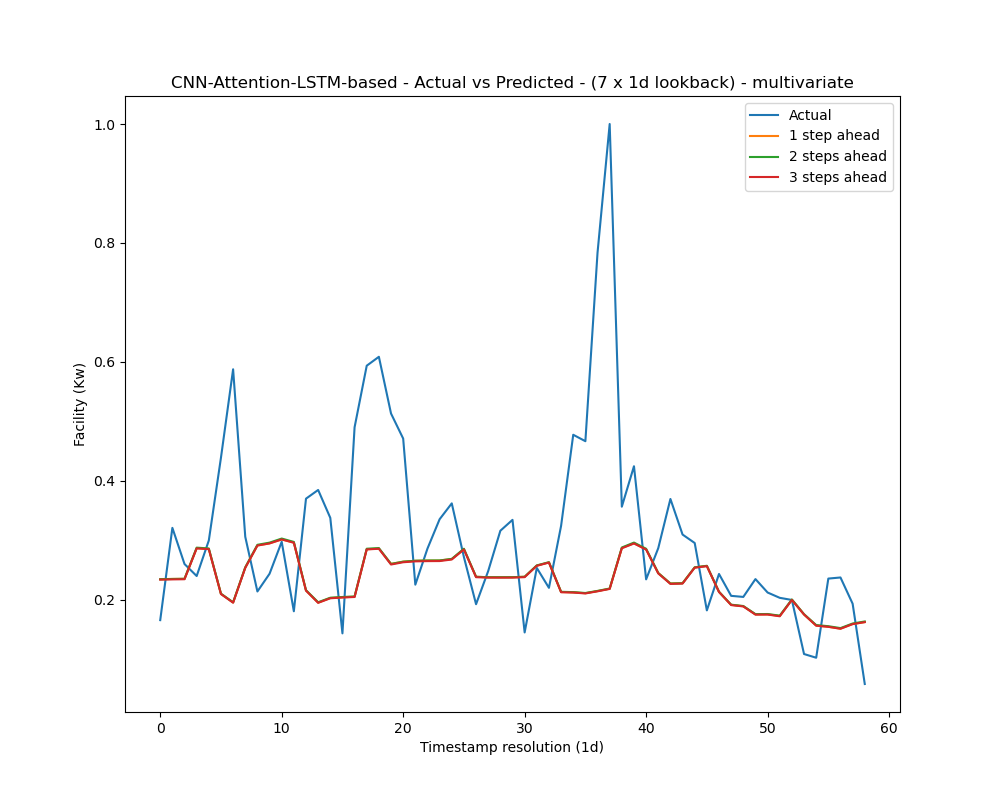 CNN-Attention-LSTM-based - Actual vs Predicted - (7 x 1d lookback) - multivariate
Actual
1 step ahead
2 steps ahead
3 steps ahead
1.0
0.8
0.6
0.4
0.2
Facility (Kw)
0 10 20 30 40 50 60
Timestamp resolution (1d)